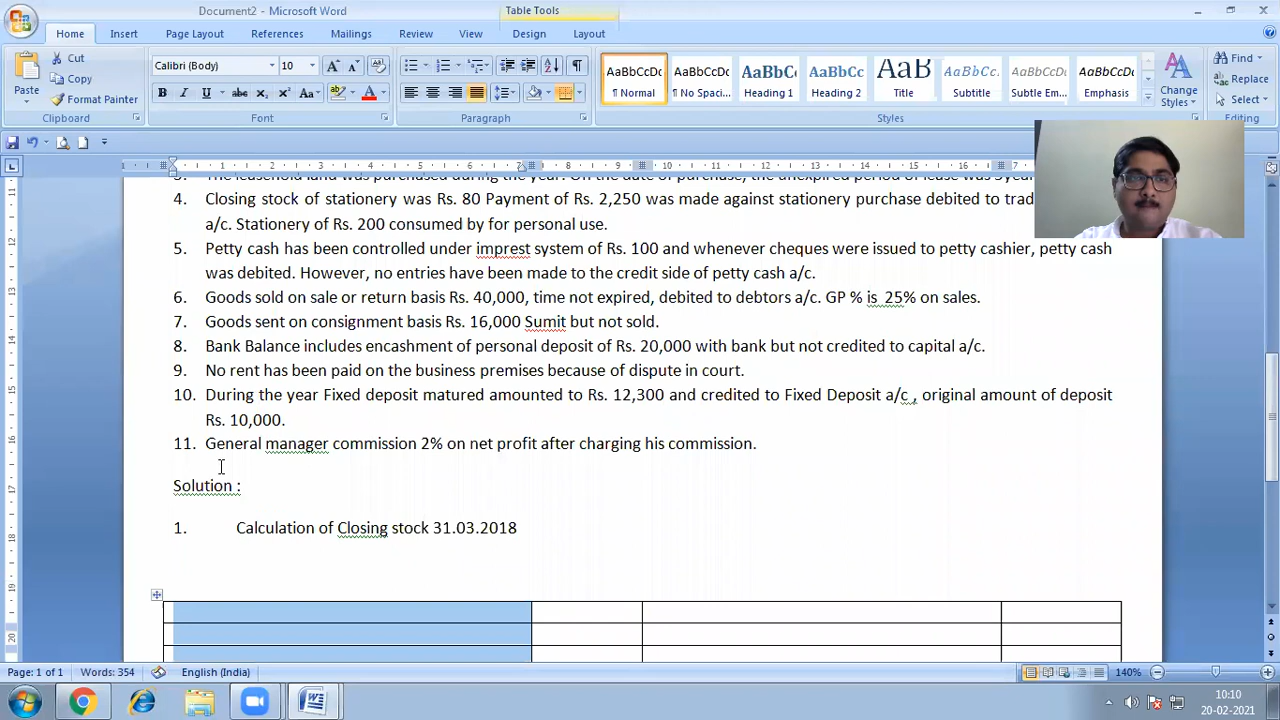 Document2 - Microsoft Word
Table Tools
Home Insert Page Layout References Mailings Review View Design Layout
Cut
Copy
Format Painter
Paste
Clipboard
Calibri (Body) 10
Font
Paragraph
AaBbCcDc AaBbCcDc AaBbCc AaBbCc AaB AaBbCc. AaBbCcDc AaBbCcDc
¶ Normal ¶ No Spaci... Heading 1 Heading 2 Title Subtitle Subtle Em... Emphasis
Change Styles
Styles
Find
Replace
Select
Editing
4. Closing stock of stationery was Rs. 80 Payment of Rs. 2,250 was made against stationery purchase debited to trad
a/c. Stationery of Rs. 200 consumed by for personal use.
5. Petty cash has been controlled under imprest system of Rs. 100 and whenever cheques were issued to petty cashier, petty cash
was debited. However, no entries have been made to the credit side of petty cash a/c.
6. Goods sold on sale or return basis Rs. 40,000, time not expired, debited to debtors a/c. GP % is 25% on sales.
7. Goods sent on consignment basis Rs. 16,000 Sumit but not sold.
8. Bank Balance includes encashment of personal deposit of Rs. 20,000 with bank but not credited to capital a/c.
9. No rent has been paid on the business premises because of dispute in court.
10. During the year Fixed deposit matured amounted to Rs. 12,300 and credited to Fixed Deposit a/c , original amount of deposit
Rs. 10,000.
11. General manager commission 2% on net profit after charging his commission.
Solution :
1. Calculation of Closing stock 31.03.2018
Page: 1 of 1 Words: 354 English (India) 140%
10:10
20-02-2021